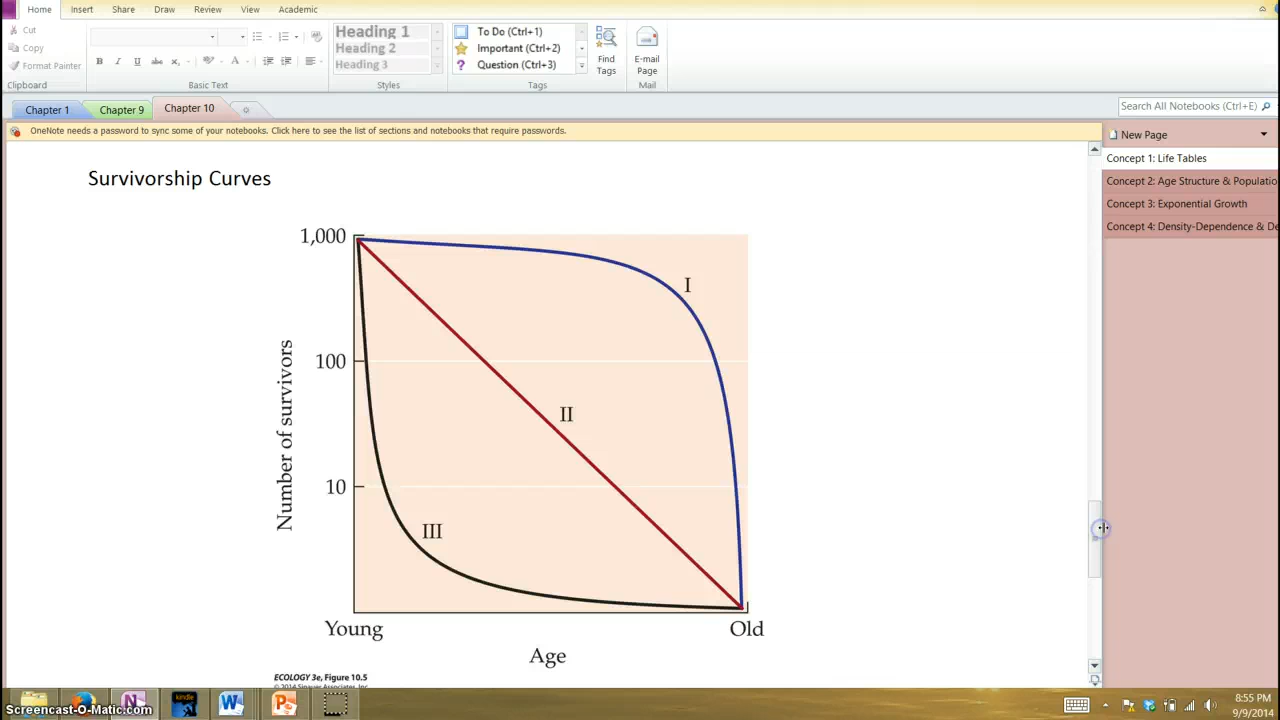 Home Insert Share Draw Review View Academic
Cut
Copy
Format Painter
Clipboard
B I U abc
Basic Text
Heading 1
Heading 2
Heading 3
Styles
To Do (Ctrl+1)
Important (Ctrl+2)
? Question (Ctrl+3)
Tags
Find
Tags
E-mail
Page
Mail
Chapter 1 Chapter 9 Chapter 10
Search All Notebooks (Ctrl+E)
OneNote needs a password to sync some of your notebooks. Click here to see the list of sections and notebooks that require passwords.
New Page
Concept 1: Life Tables
Concept 2: Age Structure & Populatio
Concept 3: Exponential Growth
Concept 4: Density-Dependence & De
Survivorship Curves
1,000
100
10
Number of survivors
I
II
III
Young Old
Age
ECOLOGY 3e, Figure 10.5
© 2014 Sinauer Associates, Inc.
kindle
Screencast-O-Matic.com
8:55 PM
9/9/2014